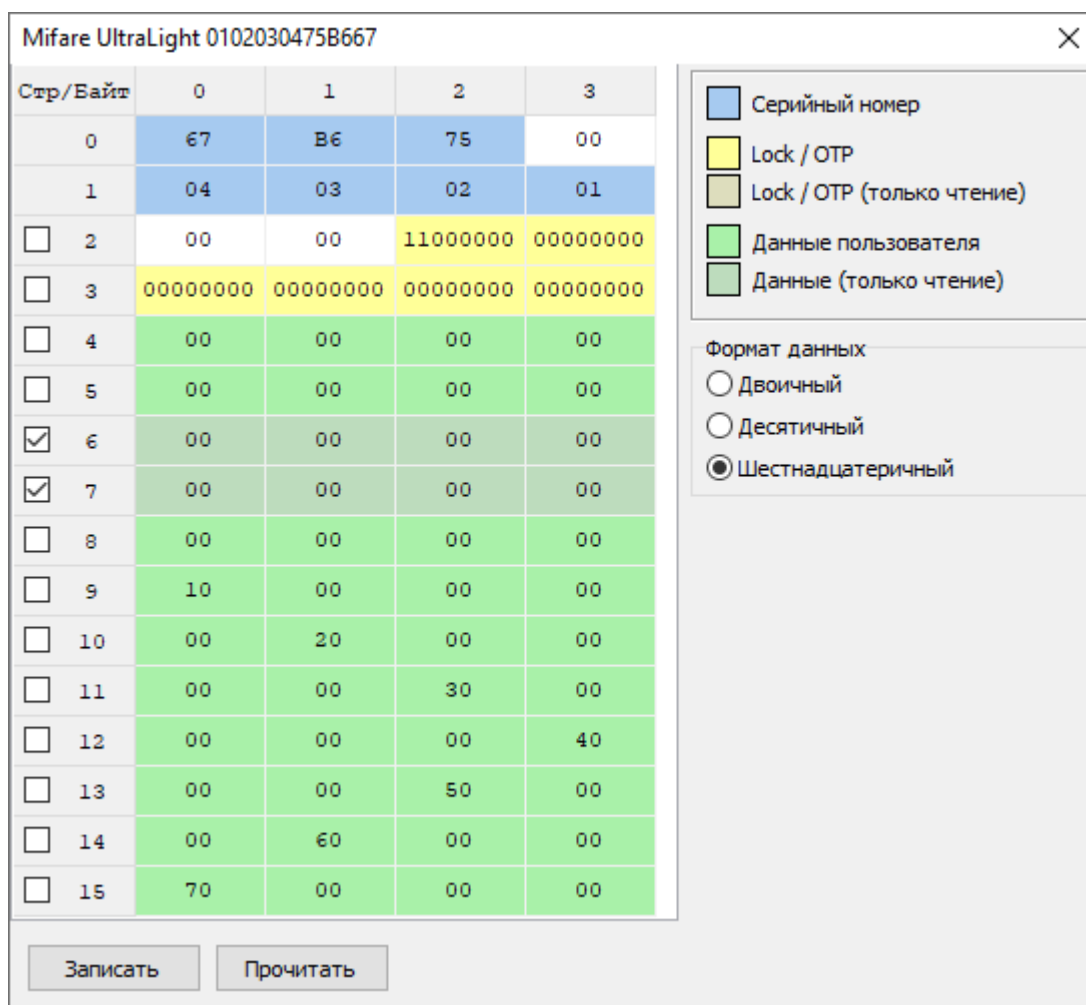 Mifare UltraLight 0102030475B667
Стр/Байт 0 1 2 3
0 67 B6 75 00
1 04 03 02 01
2 00 00 11000000 00000000
3 00000000 00000000 00000000 00000000
4 00 00 00 00
5 00 00 00 00
6 00 00 00 00
7 00 00 00 00
8 00 00 00 00
9 10 00 00 00
10 00 20 00 00
11 00 00 30 00
12 00 00 00 40
13 00 00 50 00
14 00 60 00 00
15 70 00 00 00
Серийный номер
Lock / OTP
Lock / OTP (только чтение)
Данные пользователя
Данные (только чтение)
Формат данных
Двоичный
Десятичный
Шестнадцатеричный
Записать Прочитать